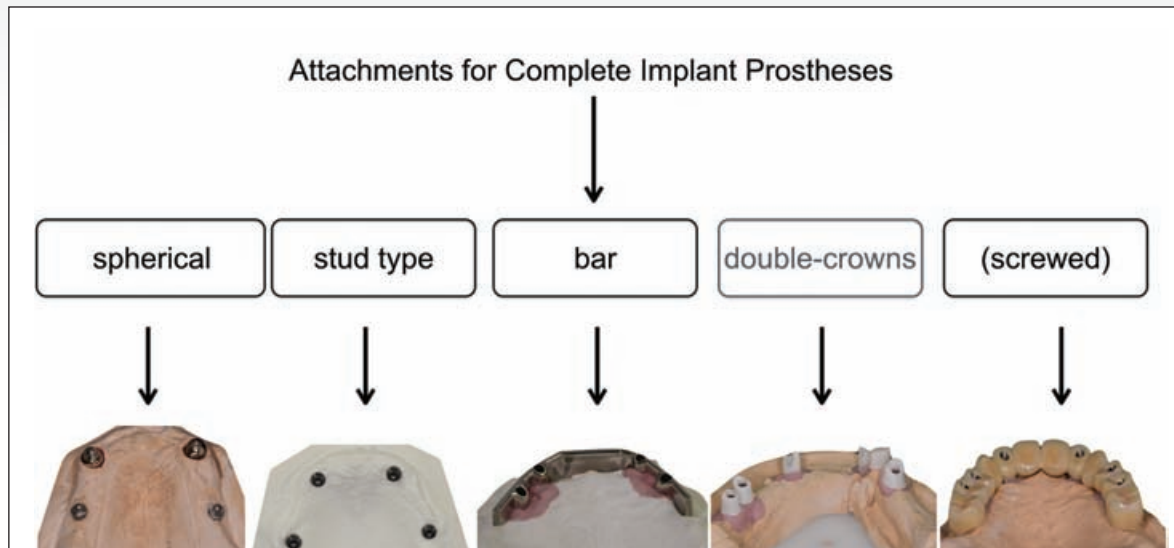 Attachments for Complete Implant Prostheses
spherical
stud type
bar
double-crowns
(screwed)